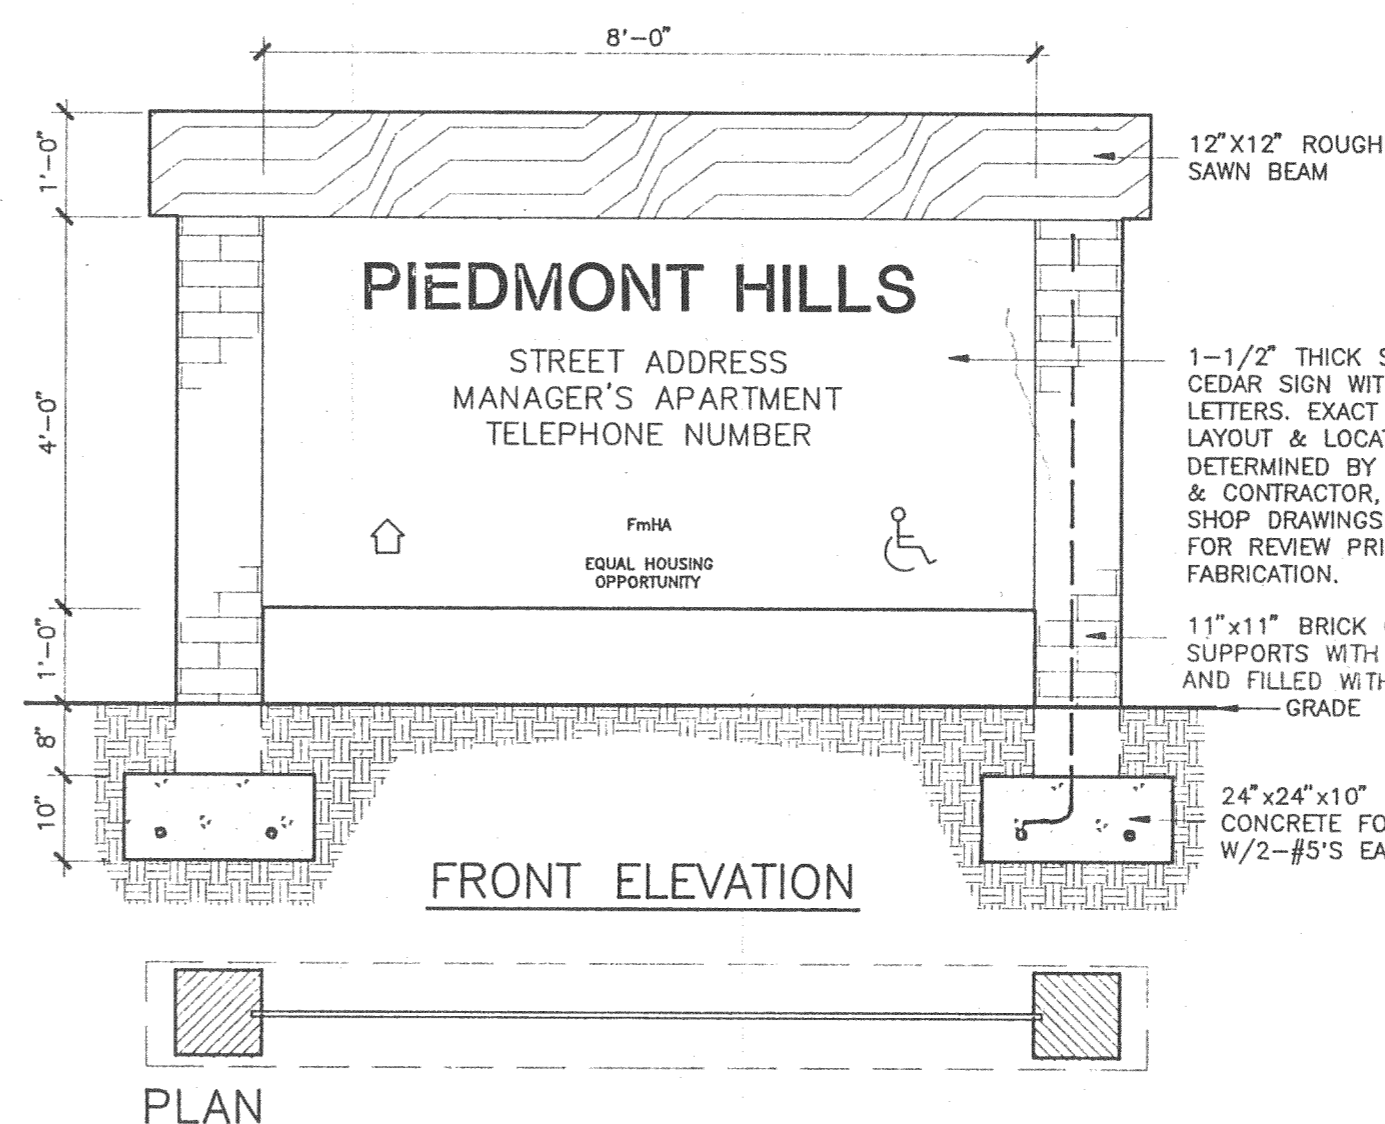 8'-0"
1'-0"
12"X12" ROUGH
SAWN BEAM
PIEDMONT HILLS
STREET ADDRESS
MANAGER'S APARTMENT
TELEPHONE NUMBER
4'-0"
1-1/2" THICK S
CEDAR SIGN WIT
LETTERS. EXACT
LAYOUT & LOCAT
DETERMINED BY
& CONTRACTOR,
SHOP DRAWINGS
FOR REVIEW PRI
FABRICATION.
FmHA
EQUAL HOUSING
OPPORTUNITY
1'-0"
11"x11" BRICK
SUPPORTS WITH
AND FILLED WITH
GRADE
8"
10"
24"x24"x10"
CONCRETE FO
W/2-#5'S EA
FRONT ELEVATION
PLAN